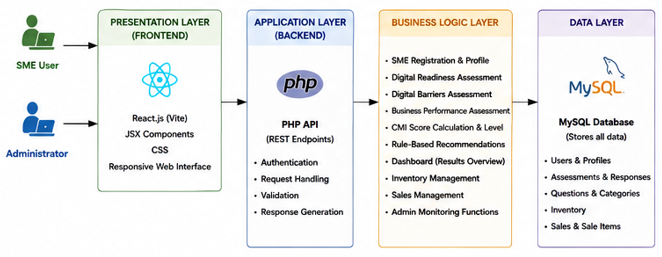 SME User
Administrator
PRESENTATION LAYER
(FRONTEND)
React.js (Vite)
JSX Components
CSS
Responsive Web Interface
APPLICATION LAYER
(BACKEND)
php
PHP API
(REST Endpoints)
• Authentication
• Request Handling
• Validation
• Response Generation
BUSINESS LOGIC LAYER
• SME Registration & Profile
• Digital Readiness Assessment
• Digital Barriers Assessment
• Business Performance Assessment
• CMI Score Calculation & Level
• Rule-Based Recommendations
• Dashboard (Results Overview)
• Inventory Management
• Sales Management
• Admin Monitoring Functions
DATA LAYER
MySQL
MySQL Database
(Stores all data)
• Users & Profiles
• Assessments & Responses
• Questions & Categories
• Inventory
• Sales & Sale Items